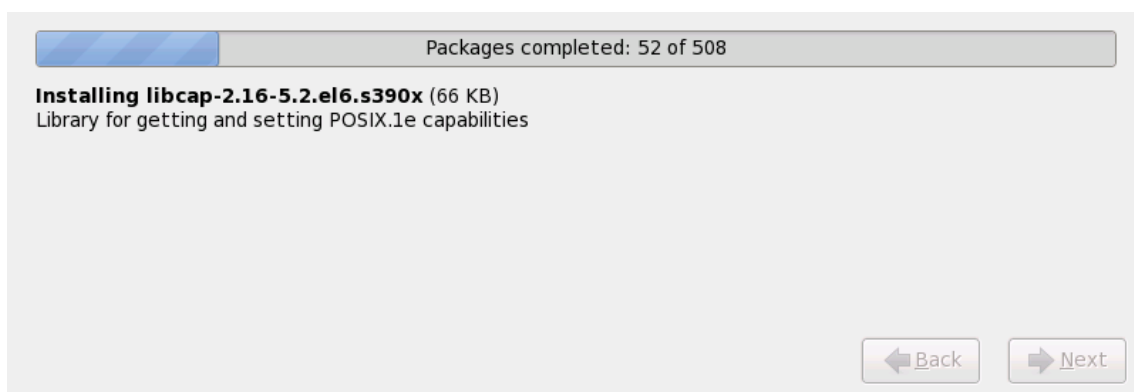 Packages completed: 52 of 508
Installing libcap-2.16-5.2.el6.s390x (66 KB)
Library for getting and setting POSIX.1e capabilities
Back
Next